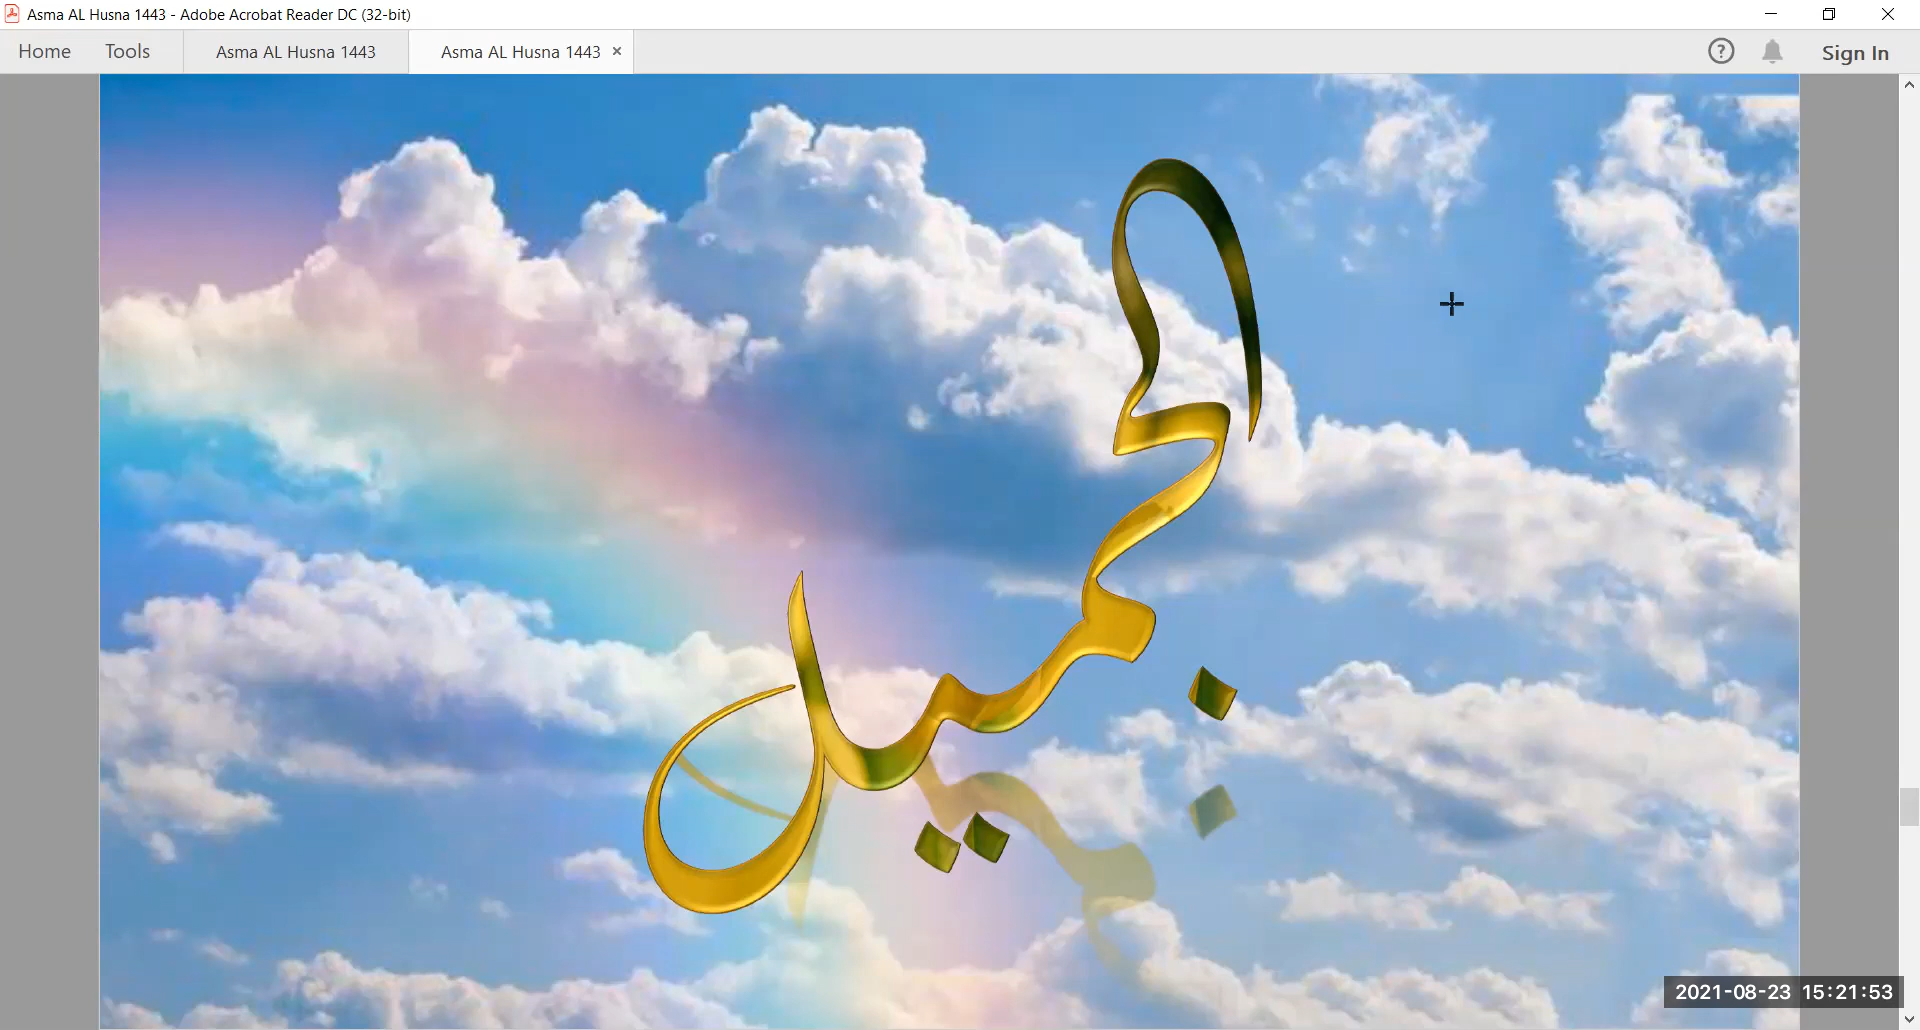 Asma AL Husna 1443 - Adobe Acrobat Reader DC (32-bit)
Home Tools Asma AL Husna 1443 Asma AL Husna 1443 × ? Sign In
الجميل
2021-08-23 15:21:53